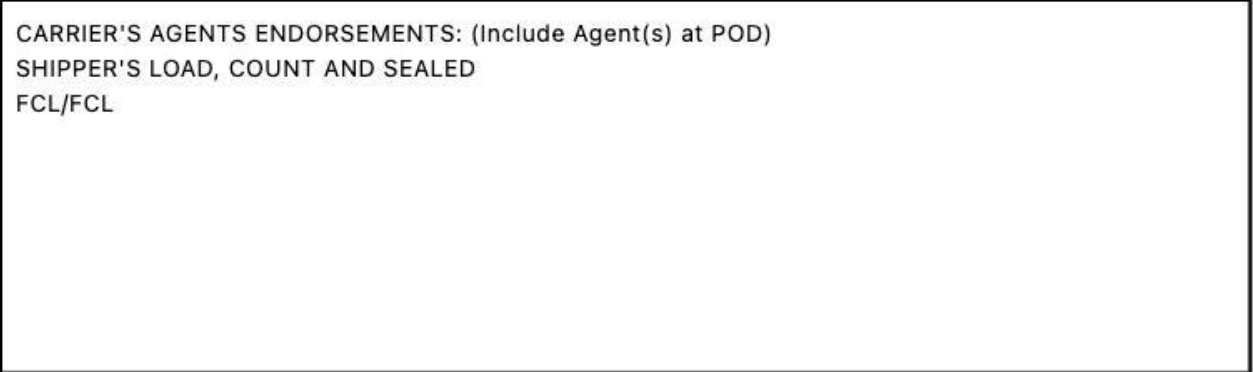 CARRIER'S AGENTS ENDORSEMENTS: (Include Agent(s) at POD)
SHIPPER'S LOAD, COUNT AND SEALED
FCL/FCL